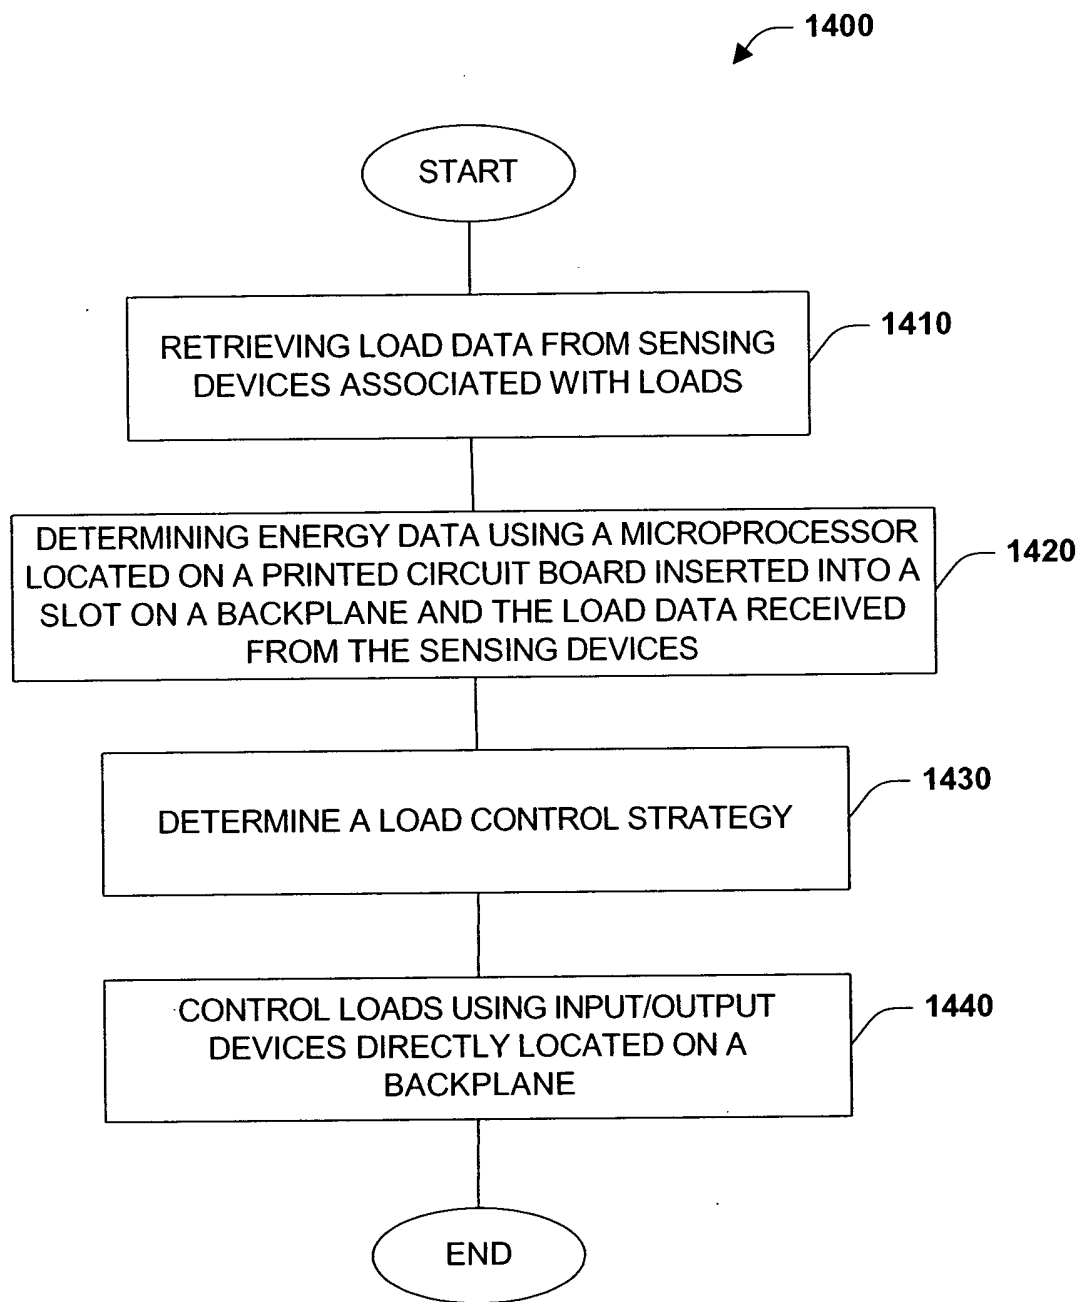 1400
START
1410
RETRIEVING LOAD DATA FROM SENSING
DEVICES ASSOCIATED WITH LOADS
1420
DETERMINING ENERGY DATA USING A MICROPROCESSOR
LOCATED ON A PRINTED CIRCUIT BOARD INSERTED INTO A
SLOT ON A BACKPLANE AND THE LOAD DATA RECEIVED
FROM THE SENSING DEVICES
1430
DETERMINE A LOAD CONTROL STRATEGY
1440
CONTROL LOADS USING INPUT/OUTPUT
DEVICES DIRECTLY LOCATED ON A
BACKPLANE
END